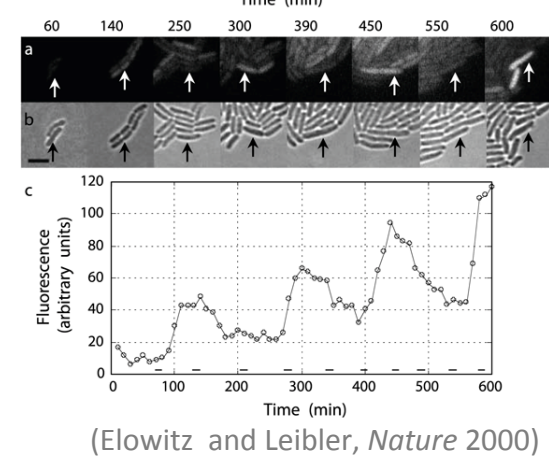 Time (min)
60 140 250 300 390 450 550 600
a
b
c
120
100
80
60
40
20
0
Fluorescence
(arbitrary units)
0 100 200 300 400 500 600
Time (min)
(Elowitz and Leibler, Nature 2000)